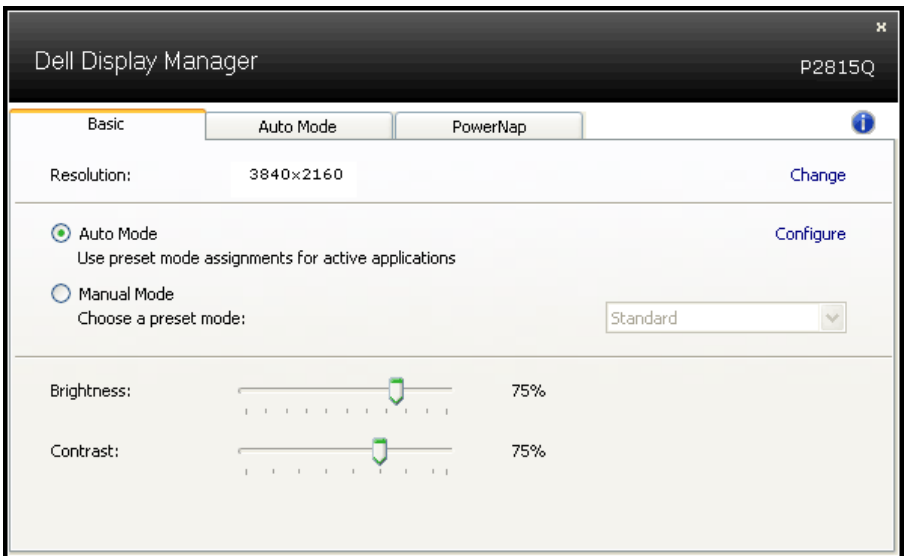 Dell Display Manager
P2815Q
Basic
Auto Mode
PowerNap
Resolution:
3840x2160
Change
Auto Mode
Configure
Use preset mode assignments for active applications
Manual Mode
Choose a preset mode:
Standard
Brightness:
75%
Contrast:
75%